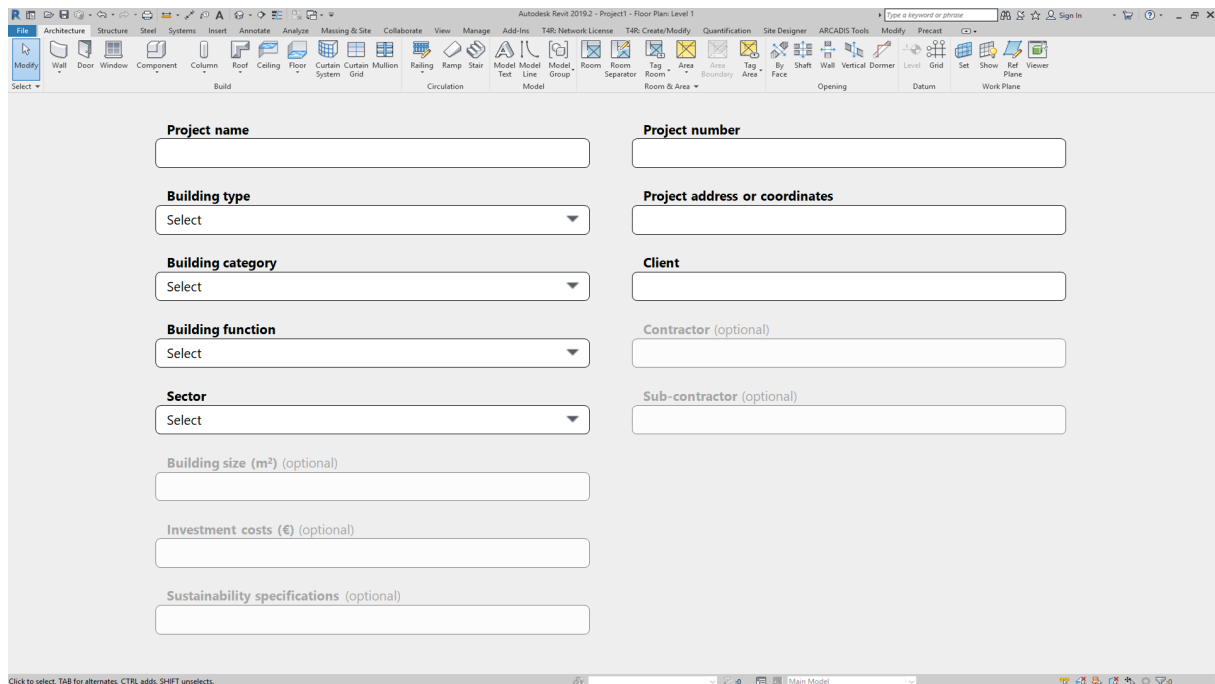 Autodesk Revit 2019.2 - Project1 - Floor Plan: Level 1
Type a keyword or phrase
Sign In
File Architecture Structure Steel Systems Insert Annotate Analyze Massing & Site Collaborate View Manage Add-Ins T4R: Network License T4R: Create/Modify Quantification Site Designer ARCADIS Tools Modify Precast
Modify Wall Door Window Component Column Roof Ceiling Floor Curtain System Curtain Grid Mullion Railing Ramp Stair Model Text Model Line Model Group Room Room Separator Tag Room Area Area Boundary Tag Area By Face Shaft Wall Vertical Dormer Level Grid Set Show Ref Plane Viewer
Select Build Circulation Model Room & Area Opening Datum Work Plane
Project name
Building type
Select
Building category
Select
Building function
Select
Sector
Select
Building size (m²) (optional)
Investment costs (€) (optional)
Sustainability specifications (optional)
Project number
Project address or coordinates
Client
Contractor (optional)
Sub-contractor (optional)
Click to select, TAB for alternates, CTRL adds, SHIFT unselects.
:0
Main Model
:0